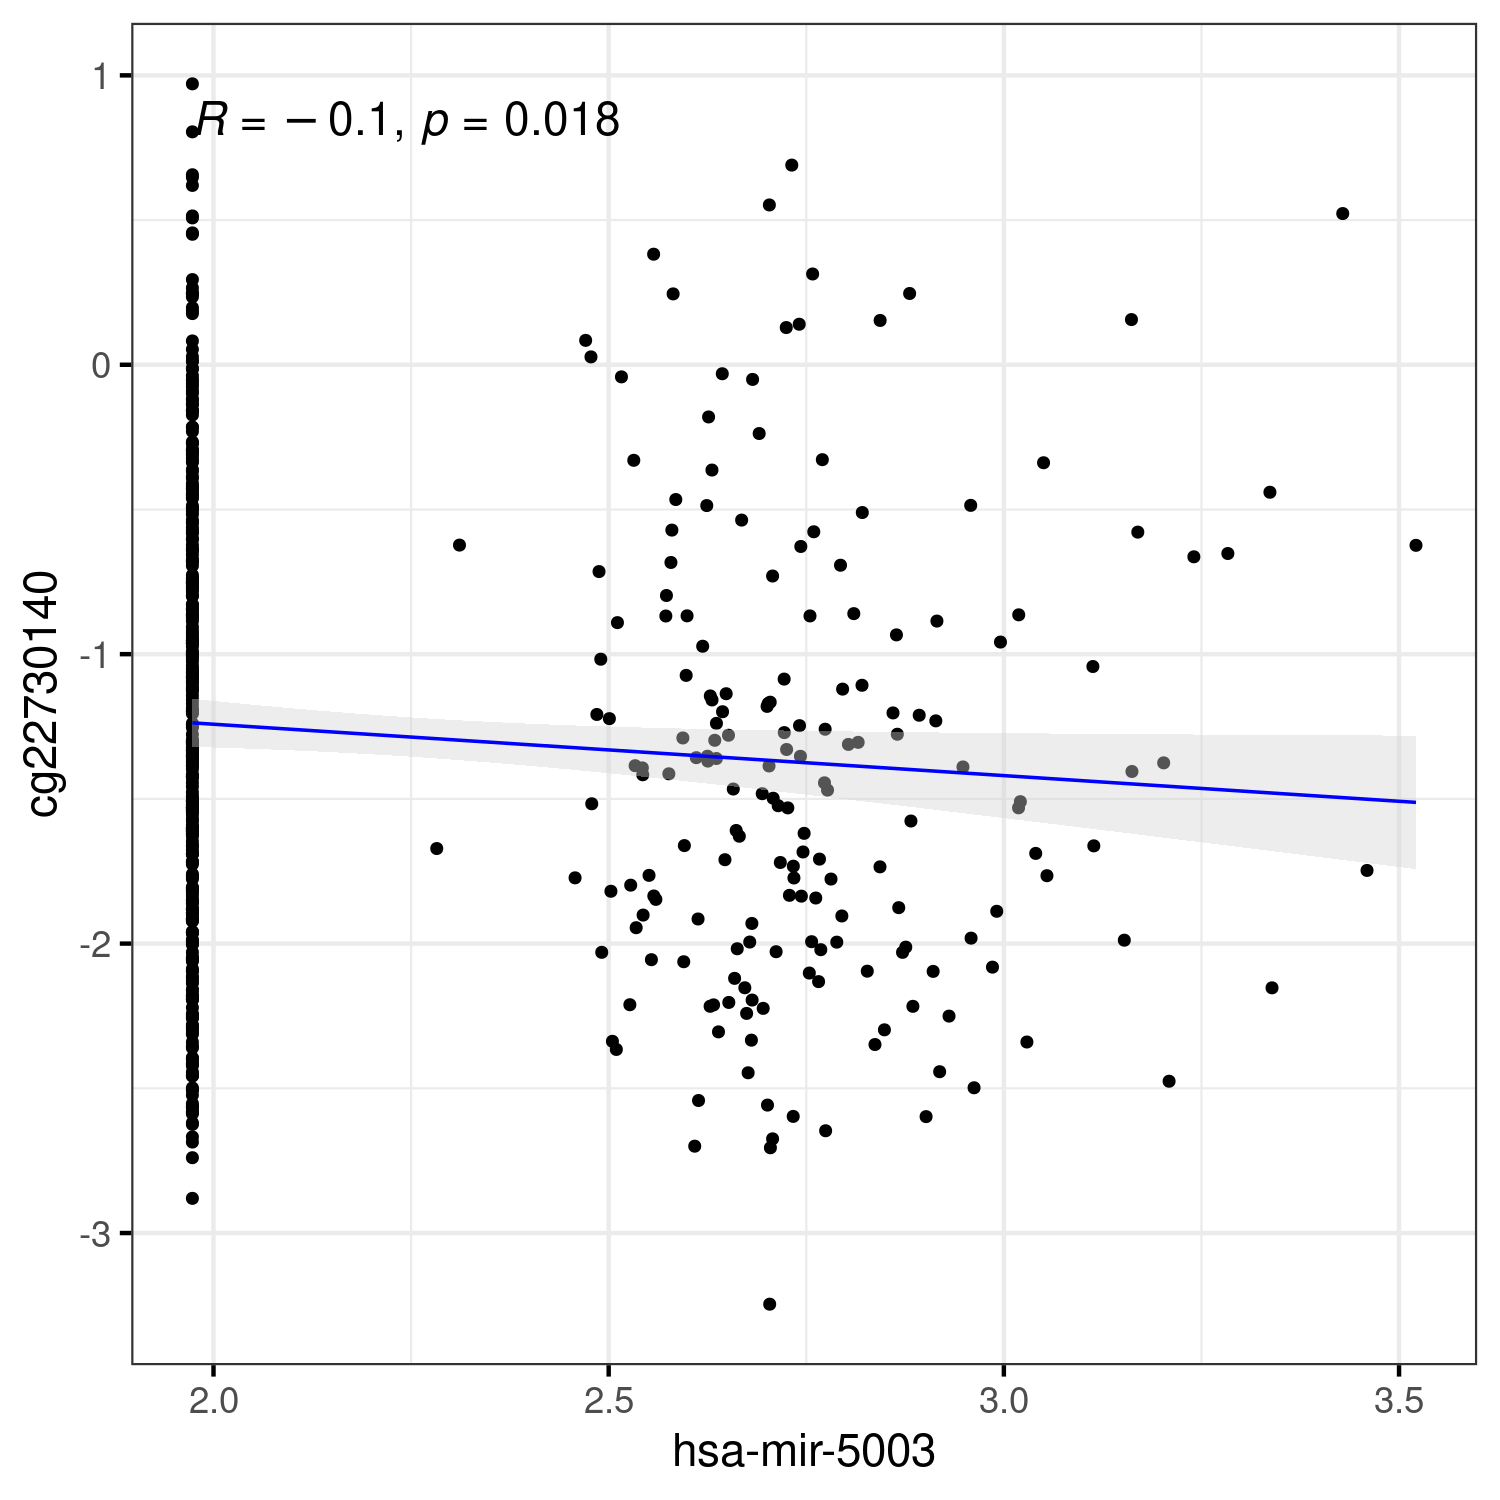 R = − 0.1, p = 0.018
1
0
-1
-2
-3
cg22730140
2.0 2.5 3.0 3.5
hsa-mir-5003